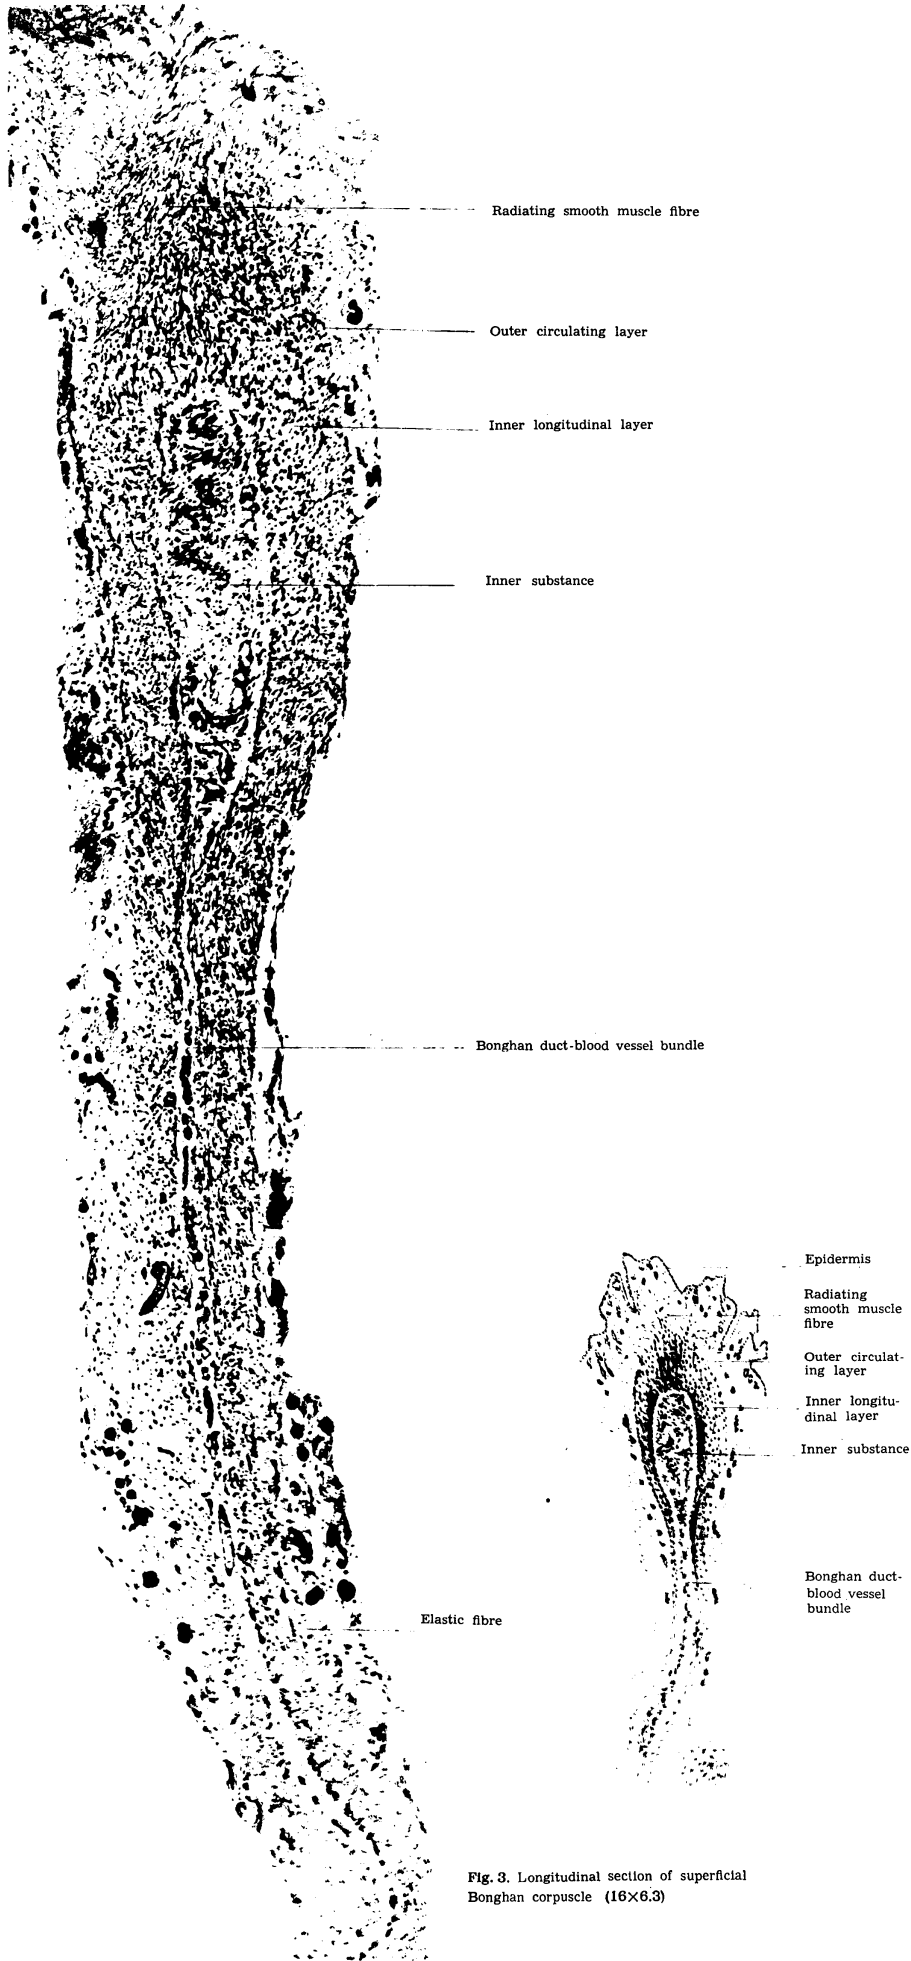 Radiating smooth muscle fibre
Outer circulating layer
Inner longitudinal layer
Inner substance
Bonghan duct-blood vessel bundle
Elastic fibre
Epidermis
Radiating
smooth muscle
fibre
Outer circulat-
ing layer
Inner longitu-
dinal layer
Inner substance
Bonghan duct-
blood vessel
bundle
Fig. 3. Longitudinal section of superficial
Bonghan corpuscle (16×6.3)